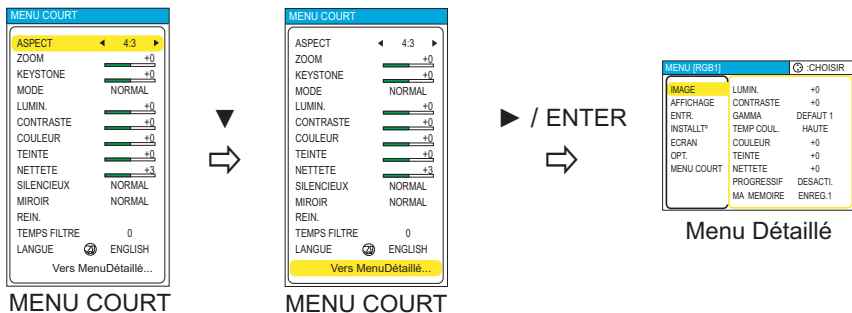 MENU COURT
ASPECT ◄ 4:3 ►
ZOOM +0
KEYSTONE +0
MODE NORMAL
LUMIN. +0
CONTRASTE +0
COULEUR +0
TEINTE +0
NETTETE +3
SILENCIEUX NORMAL
MIROIR NORMAL
REIN.
TEMPS FILTRE 0
LANGUE ENGLISH
Vers MenuDétaillé...
MENU COURT
▼
MENU COURT
ASPECT ◄ 4:3 ►
ZOOM +0
KEYSTONE +0
MODE NORMAL
LUMIN. +0
CONTRASTE +0
COULEUR +0
TEINTE +0
NETTETE +3
SILENCIEUX NORMAL
MIROIR NORMAL
REIN.
TEMPS FILTRE 0
LANGUE ENGLISH
Vers MenuDétaillé...
MENU COURT
► / ENTER
MENU [RGB1] :CHOISIR
IMAGE LUMIN. +0
AFFICHAGE CONTRASTE +0
ENTR. GAMMA DEFAUT 1
INSTALLTº TEMP COUL. HAUTE
ECRAN COULEUR +0
OPT. TEINTE +0
MENU COURT NETTETE +0
PROGRESSIF DESACTI.
MA MEMOIRE ENREG.1
Menu Détaillé